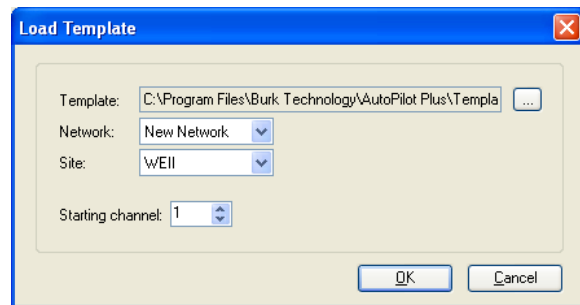 Load Template
Template: C:\Program Files\Burk Technology\AutoPilot Plus\Templa ...
Network: New Network
Site: WEII
Starting channel: 1
OK Cancel